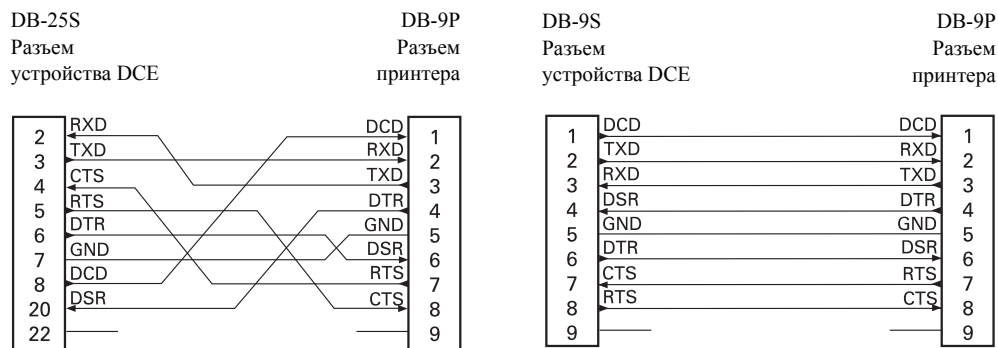 DB-25S DB-9P
Разъем Разъем
устройства DCE принтера
2 RXD DCD 1
3 TXD RXD 2
4 CTS TXD 3
5 RTS DTR 4
6 DTR GND 5
7 GND DSR 6
8 DCD RTS 7
20 DSR CTS 8
22 9
DB-9S DB-9P
Разъем Разъем
устройства DCE принтера
1 DCD DCD 1
2 TXD RXD 2
3 RXD TXD 3
4 DSR DTR 4
5 GND GND 5
6 DTR DSR 6
7 CTS RTS 7
8 RTS CTS 8
9 9